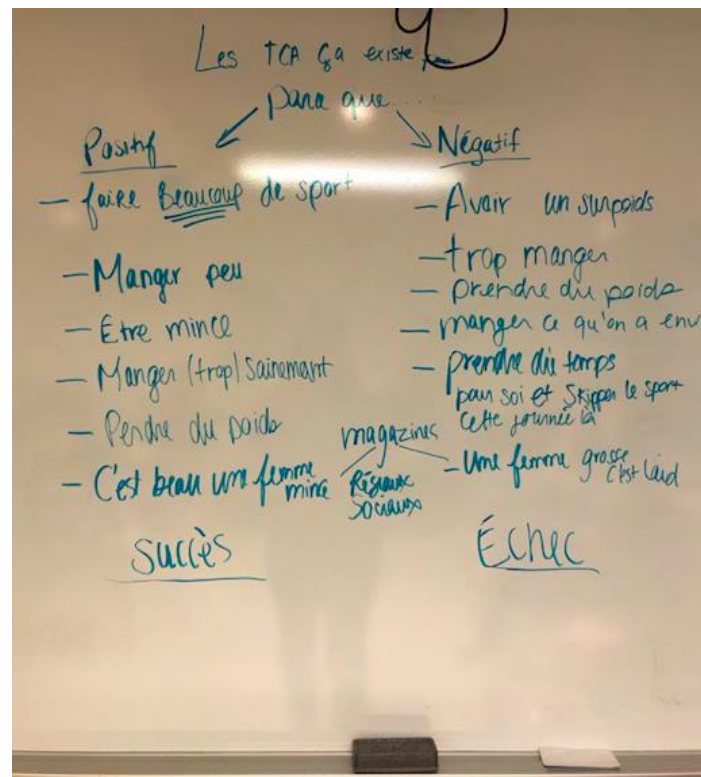 Les TCA ça existe
parce que....
Positif
- faire Beaucoup de sport
- Manger peu
- Être mince
- Manger (trop) sainement
- Perdre du poids
- C'est beau une femme
mince
Succès
magazines
Réseaux
Sociaux
Négatif
- Avoir un surpoids
- trop manger
- prendre du poids
- manger ce qu'on a env
- prendre du temps
pour soi et skipper le sport
cette journée là
- Une femme grosse
c'est laid
Échec